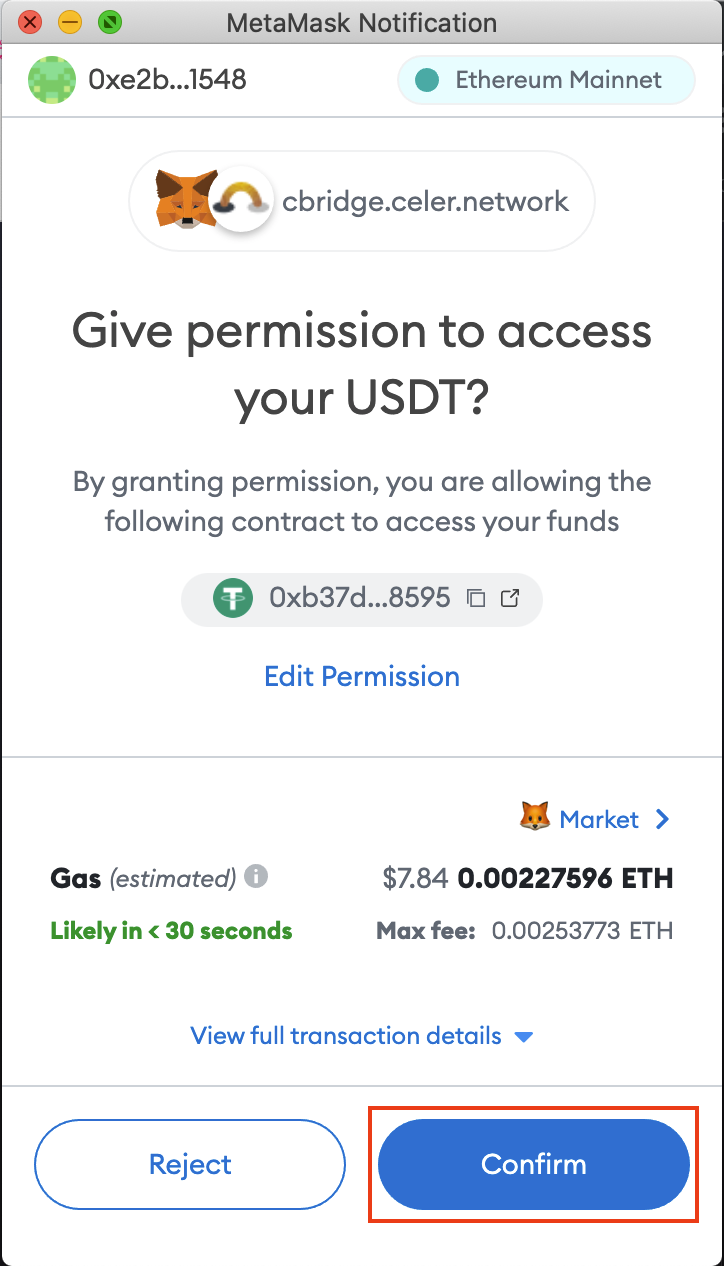 MetaMask Notification
0xe2b...1548
Ethereum Mainnet
cbridge.celer.network
Give permission to access
your USDT?
By granting permission, you are allowing the
following contract to access your funds
0xb37d...8595
Edit Permission
Market
Gas (estimated) $7.84 0.00227596 ETH
Likely in < 30 seconds Max fee: 0.00253773 ETH
View full transaction details
Reject
Confirm